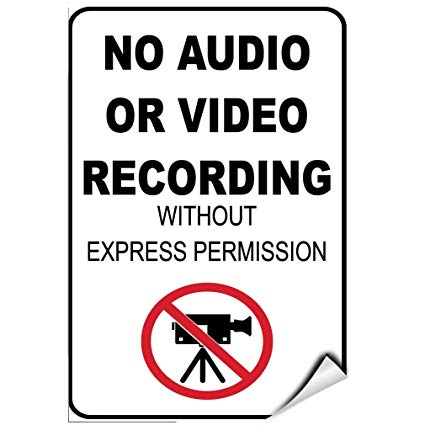 NO AUDIO
OR VIDEO
RECORDING
WITHOUT
EXPRESS PERMISSION